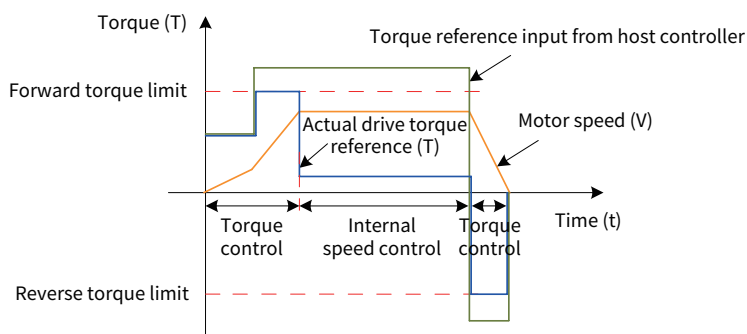 Torque (T)
Torque reference input from host controller
Forward torque limit
Actual drive torque
reference (T)
Motor speed (V)
Torque
control
Internal
speed control
Torque
control
Time (t)
Reverse torque limit